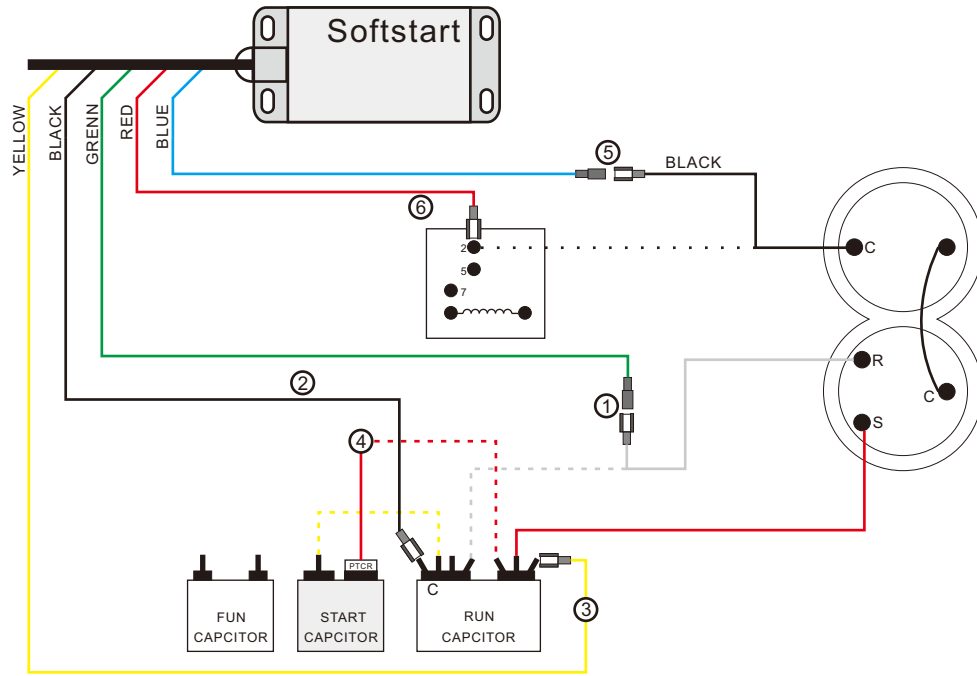 Softstart
YELLOW
BLACK
GRENN
RED
BLUE
⑤
BLACK
⑥
2
5
7
C
R
C
S
②
①
④
③
PTCR
C
FUN
CAPCITOR
START
CAPCITOR
RUN
CAPCITOR